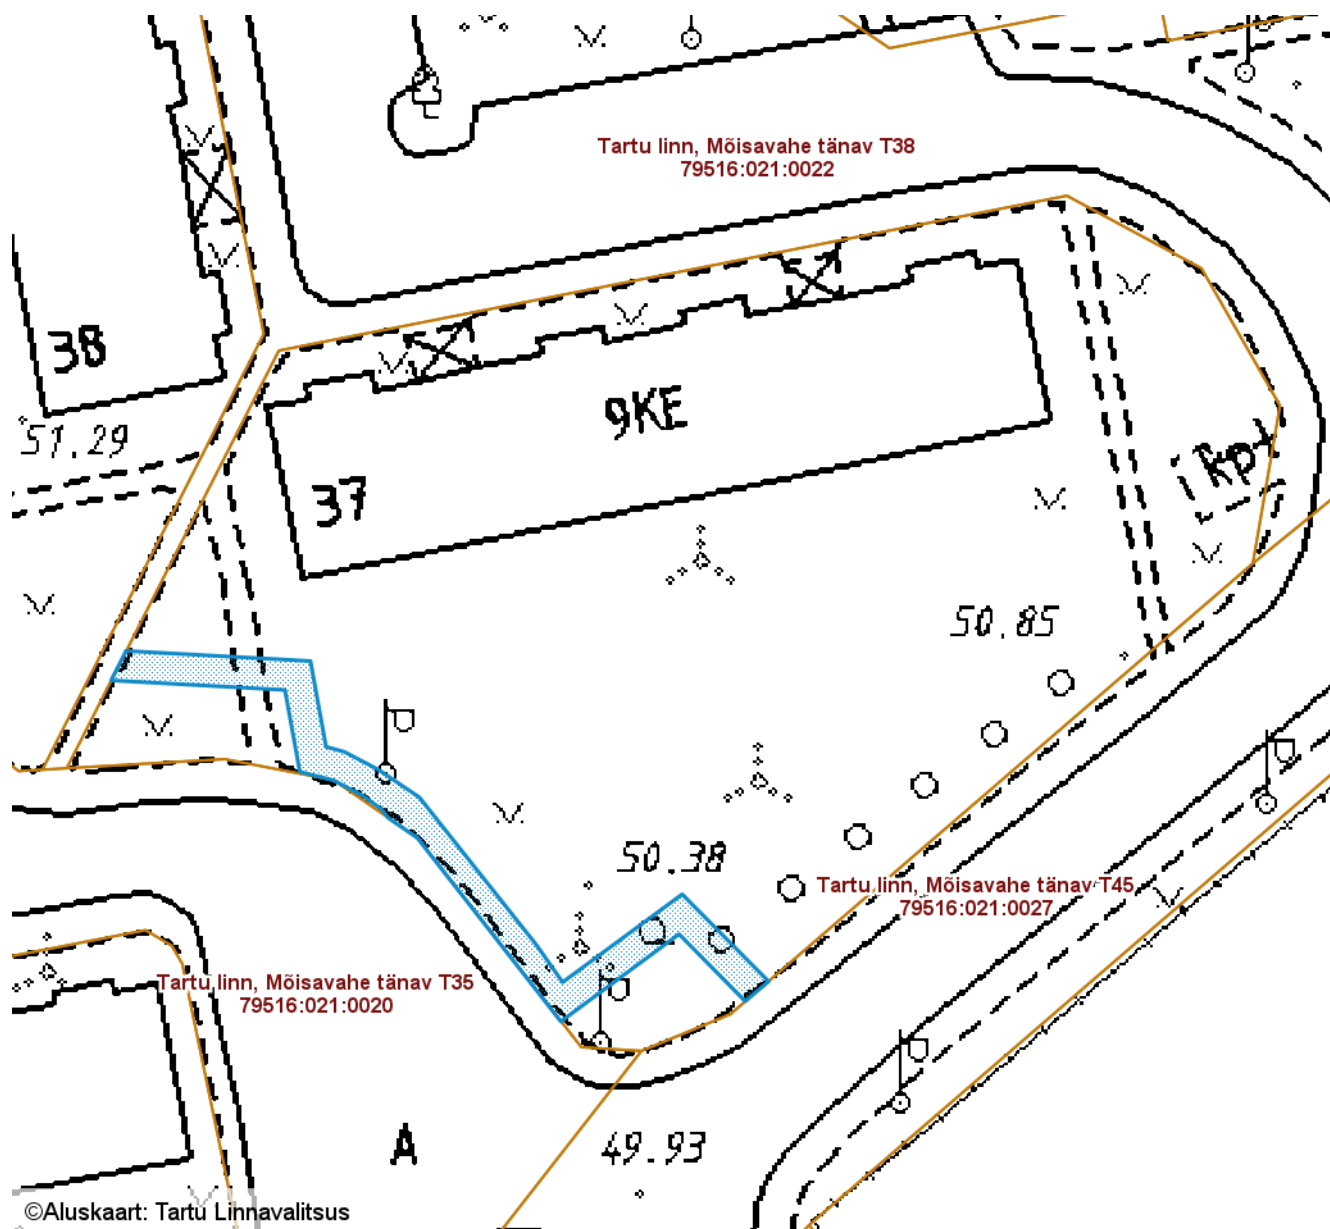 Tartu linn, Mõisavahe tänav T38
79516:021:0022
38
9KE
51.29
37
kp
50.85
50.38
Tartu linn, Mõisavahe tänav T45
79516:021:0027
Tartu linn, Mõisavahe tänav T35
79516:021:0020
A
49.93
©Aluskaart: Tartu Linnavalitsus